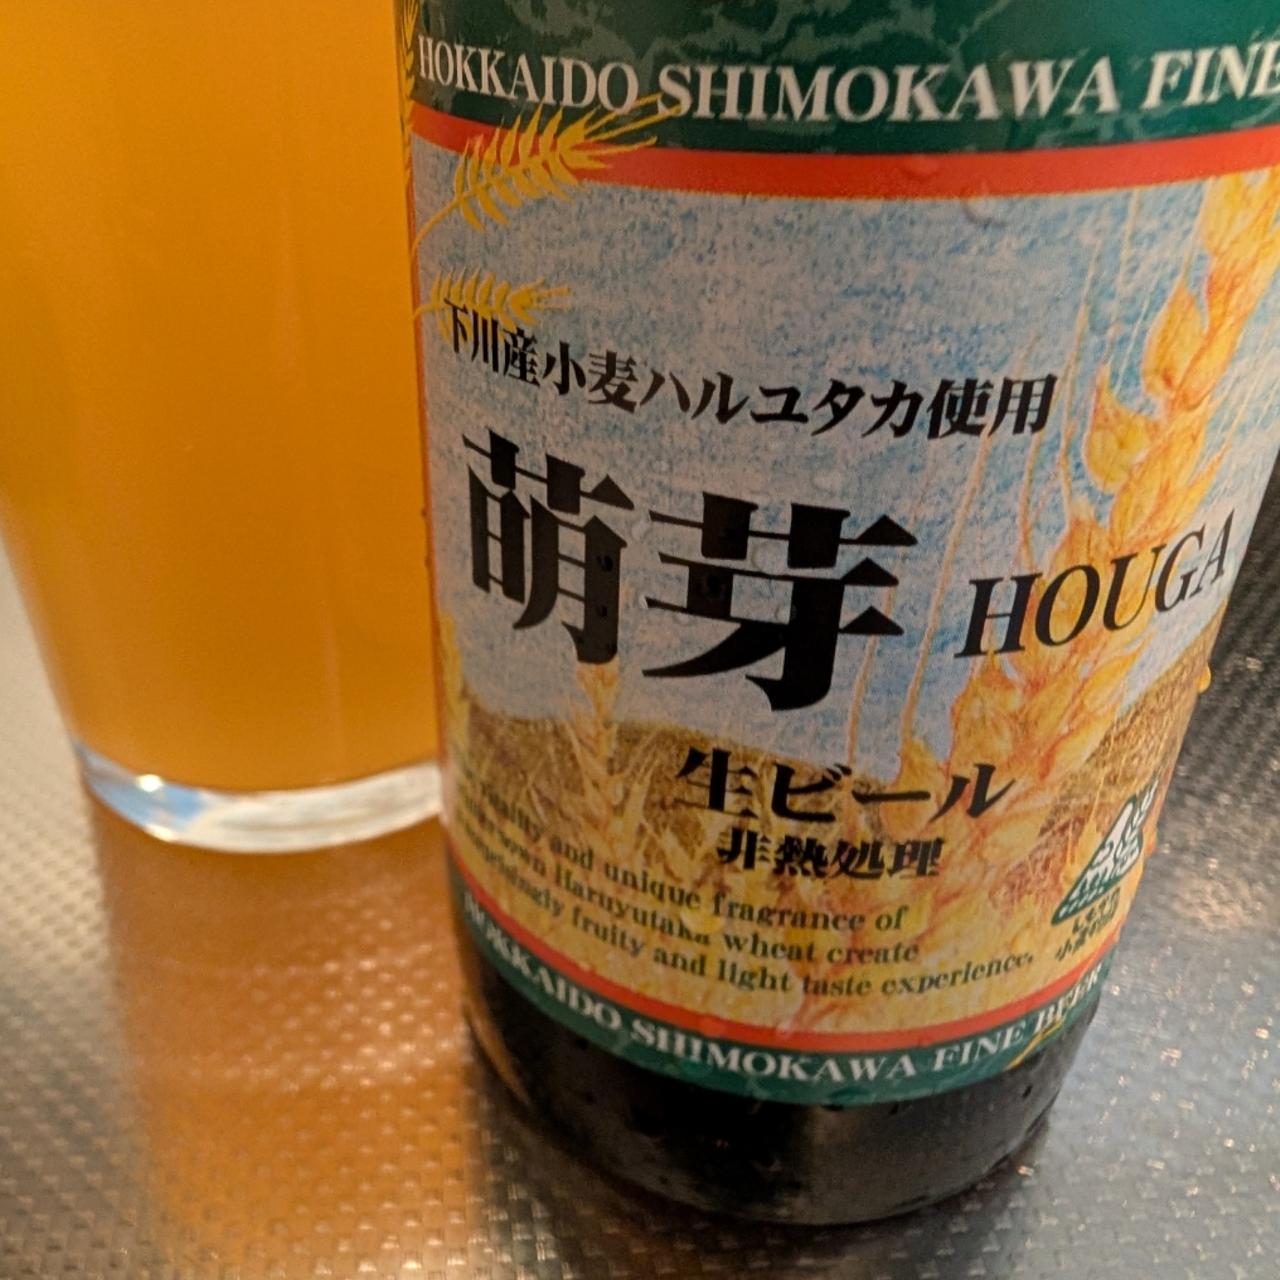 HOKKAIDO SHIMOKAWA FINE
下川産小麦ハルユタカ使用
萌芽 HOUGA
生ビール
非熱処理
and unique fragrance of
Haruyutaka wheat create
fruity and light taste experience.
HOKKAIDO SHIMOKAWA FINE BEER